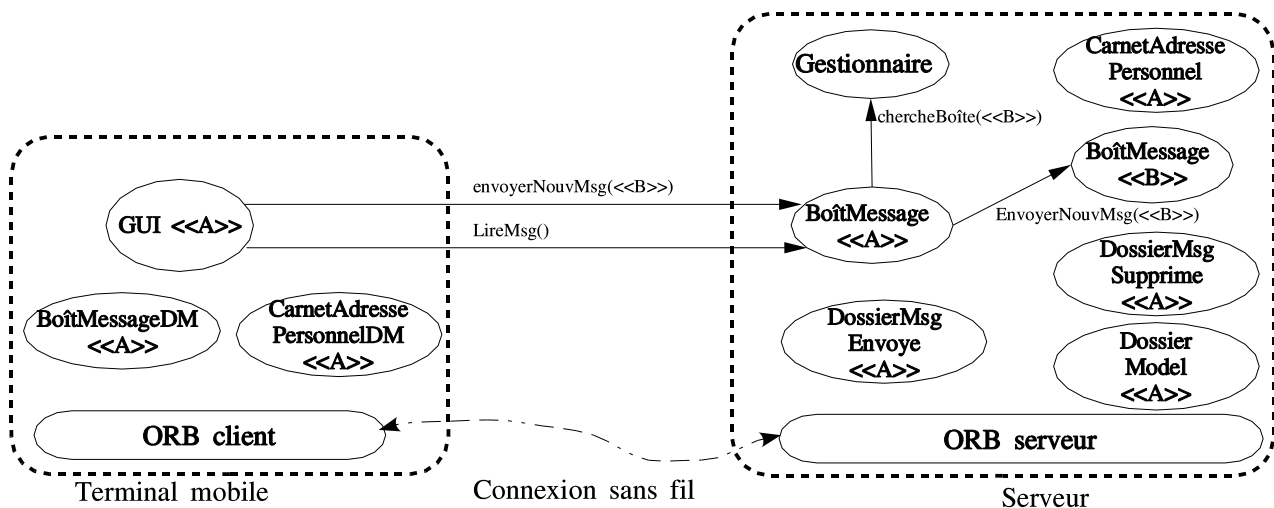 Gestionnaire
CarnetAdresse
Personnel
<<A>>
chercheBoîte(<<B>>)
BoîtMessage
<<B>>
envoyerNouvMsg(<<B>>)
GUI <<A>>
BoîtMessage
<<A>>
EnvoyerNouvMsg(<<B>>)
LireMsg()
DossierMsg
Supprime
<<A>>
BoîtMessageDM
<<A>>
CarnetAdresse
PersonnelDM
<<A>>
DossierMsg
Envoye
<<A>>
Dossier
Model
<<A>>
ORB client
ORB serveur
Terminal mobile
Connexion sans fil
Serveur